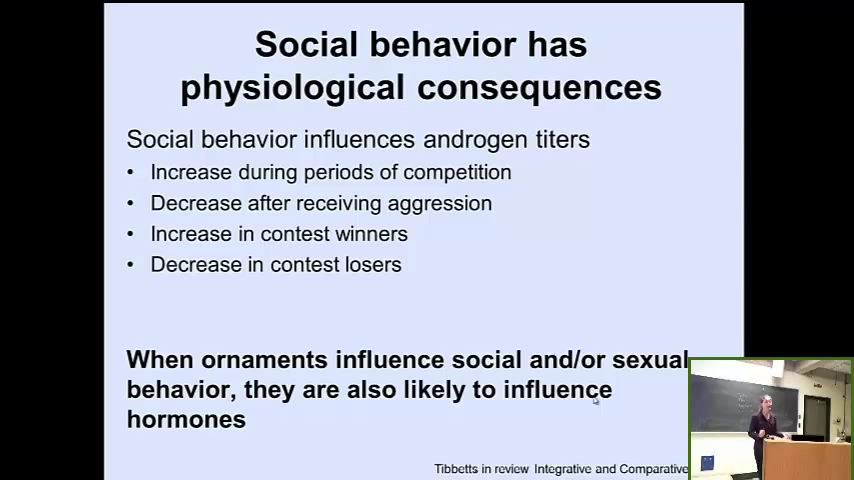 Social behavior has
physiological consequences
Social behavior influences androgen titers
• Increase during periods of competition
• Decrease after receiving aggression
• Increase in contest winners
• Decrease in contest losers
When ornaments influence social and/or sexual
behavior, they are also likely to influence
hormones
Tibbetts in review Integrative and Comparative